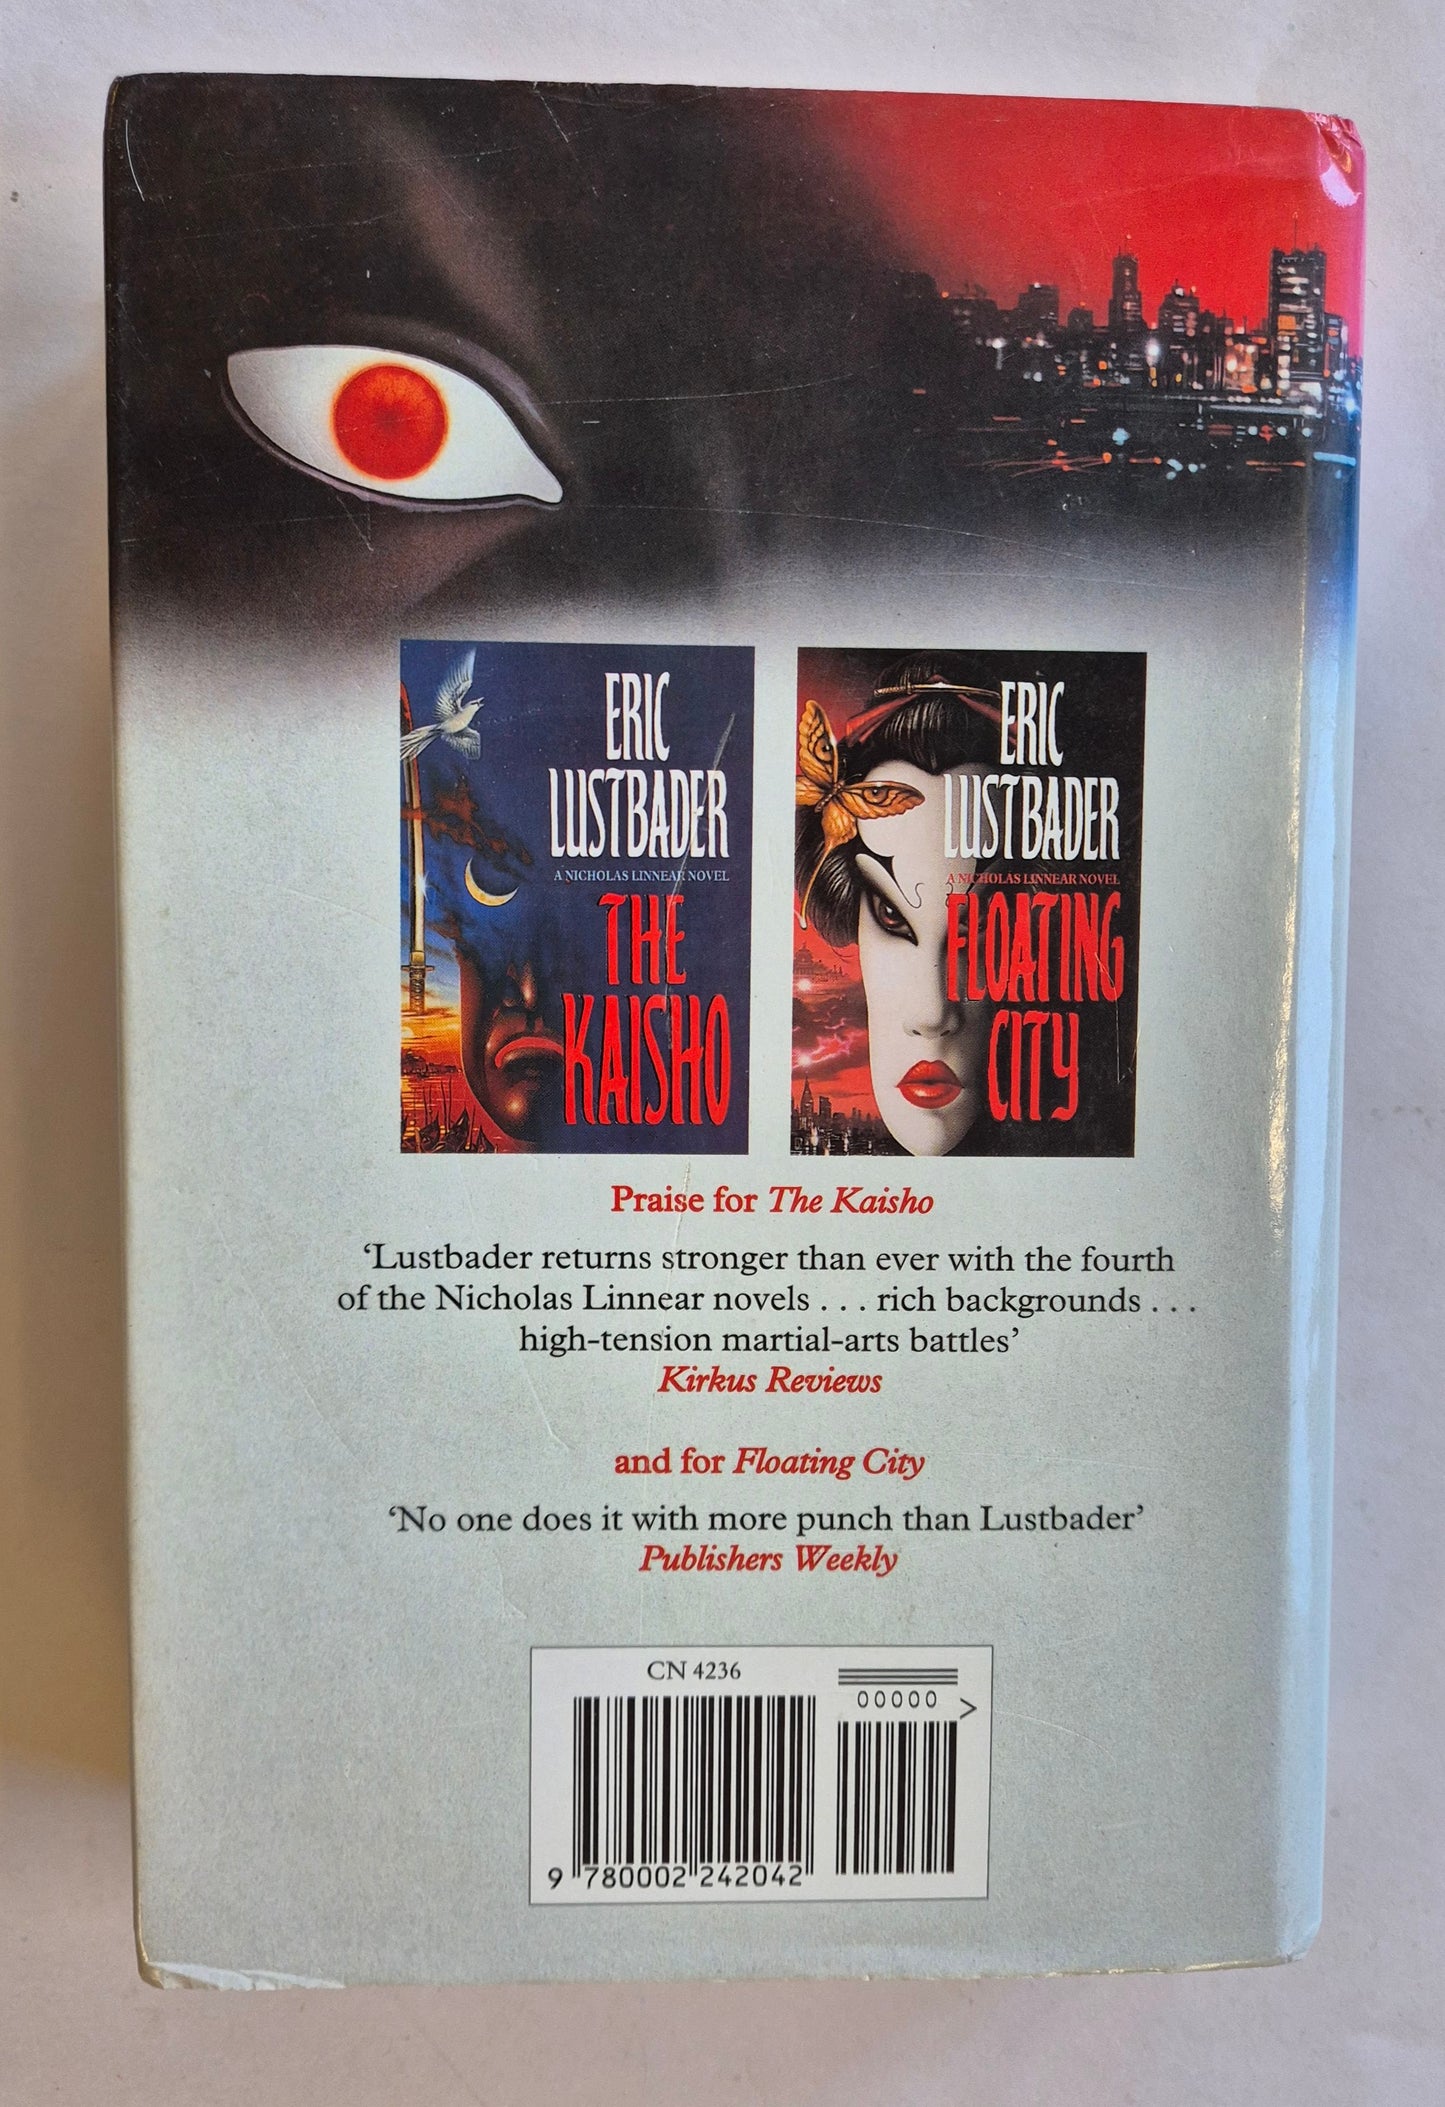 ERIC
LUSTBADER
A NICHOLAS LINNEAR NOVEL
THE
KAISHO
ERIC
LUSTBADER
A NICHOLAS LINNEAR NOVEL
FLOATING
CITY
Praise for The Kaisho
‘Lustbader returns stronger than ever with the fourth
of the Nicholas Linnear novels . . . rich backgrounds . . .
high-tension martial-arts battles’
Kirkus Reviews
and for Floating City
‘No one does it with more punch than Lustbader’
Publishers Weekly
CN 4236
00000 >
9 780002 242042